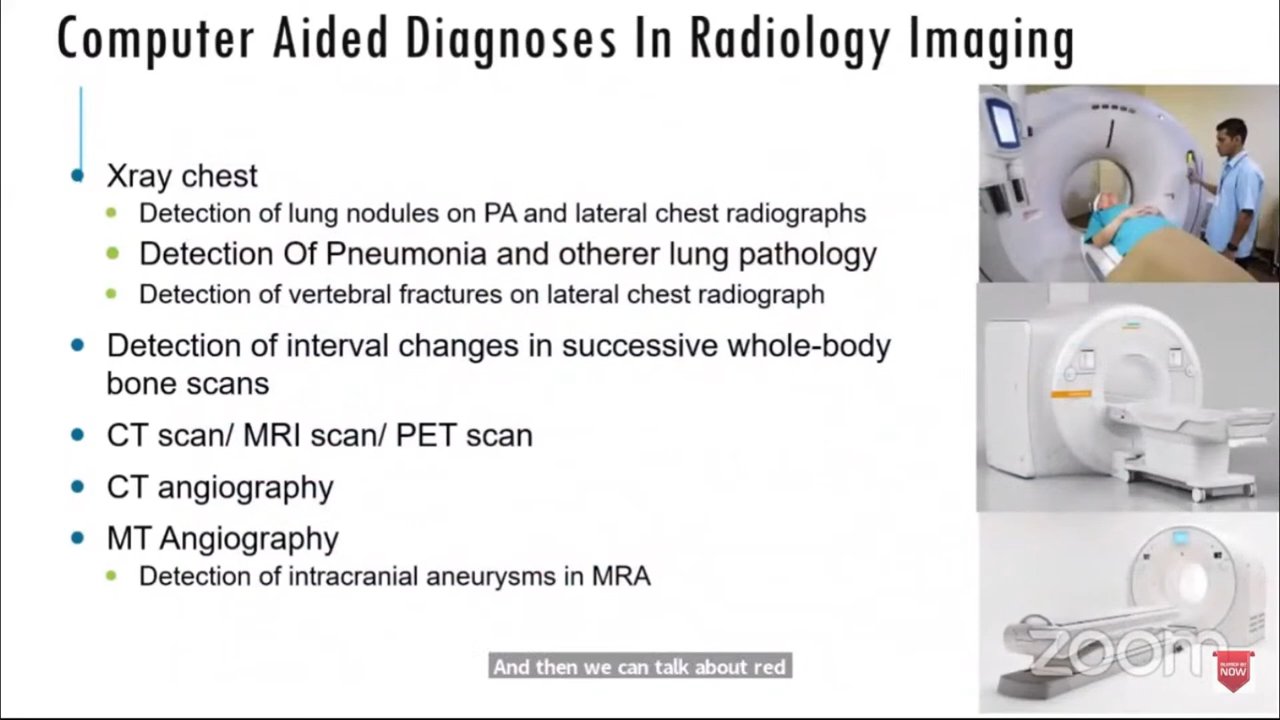 Computer Aided Diagnoses In Radiology Imaging
Xray chest
Detection of lung nodules on PA and lateral chest radiographs
Detection Of Pneumonia and otherer lung pathology
Detection of vertebral fractures on lateral chest radiograph
Detection of interval changes in successive whole-body
bone scans
CT scan/ MRI scan/ PET scan
CT angiography
MT Angiography
Detection of intracranial aneurysms in MRA
And then we can talk about red
zoom
NOW